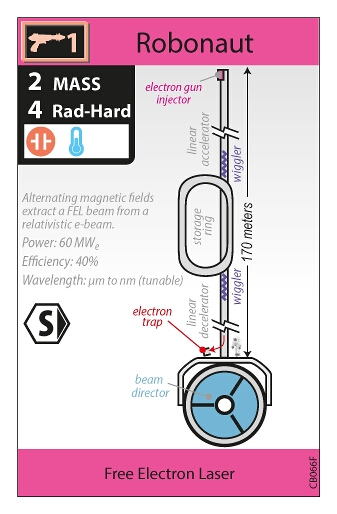 1
Robonaut
2 MASS
4 Rad-Hard
electron gun
injector
linear
accelerator
wiggler
Alternating magnetic fields
extract a FEL beam from a
relativistic e-beam.
Power: 60 MWe
Efficiency: 40%
Wavelength: μm to nm (tunable)
storage
ring
170 meters
wiggler
linear
decelerator
S
electron
trap
beam
director
Free Electron Laser
CB066F